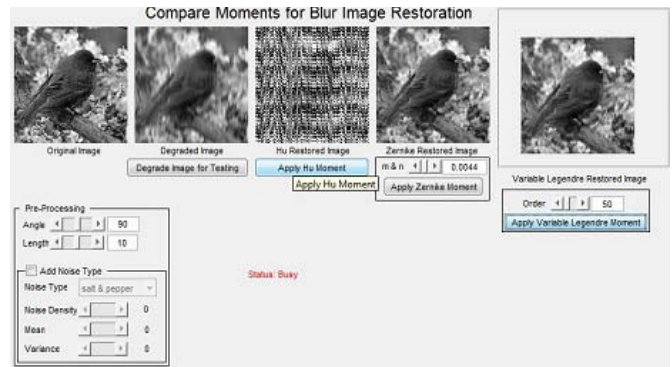 Compare Moments for Blur Image Restoration
Original Image
Degraded Image
Hu Restored Image
Zernike Restored Image
Degrade Image for Testing
Apply Hu Moment
m & n
0.0044
Apply Hu Moment
Apply Zernike Moment
Variable Legendre Restored Image
Order
50
Apply Variable Legendre Moment
Pre-Processing
Angle
90
Length
10
Add Noise Type
Noise Type
salt & pepper
Noise Density
0
Mean
0
Variance
0
Status: Busy